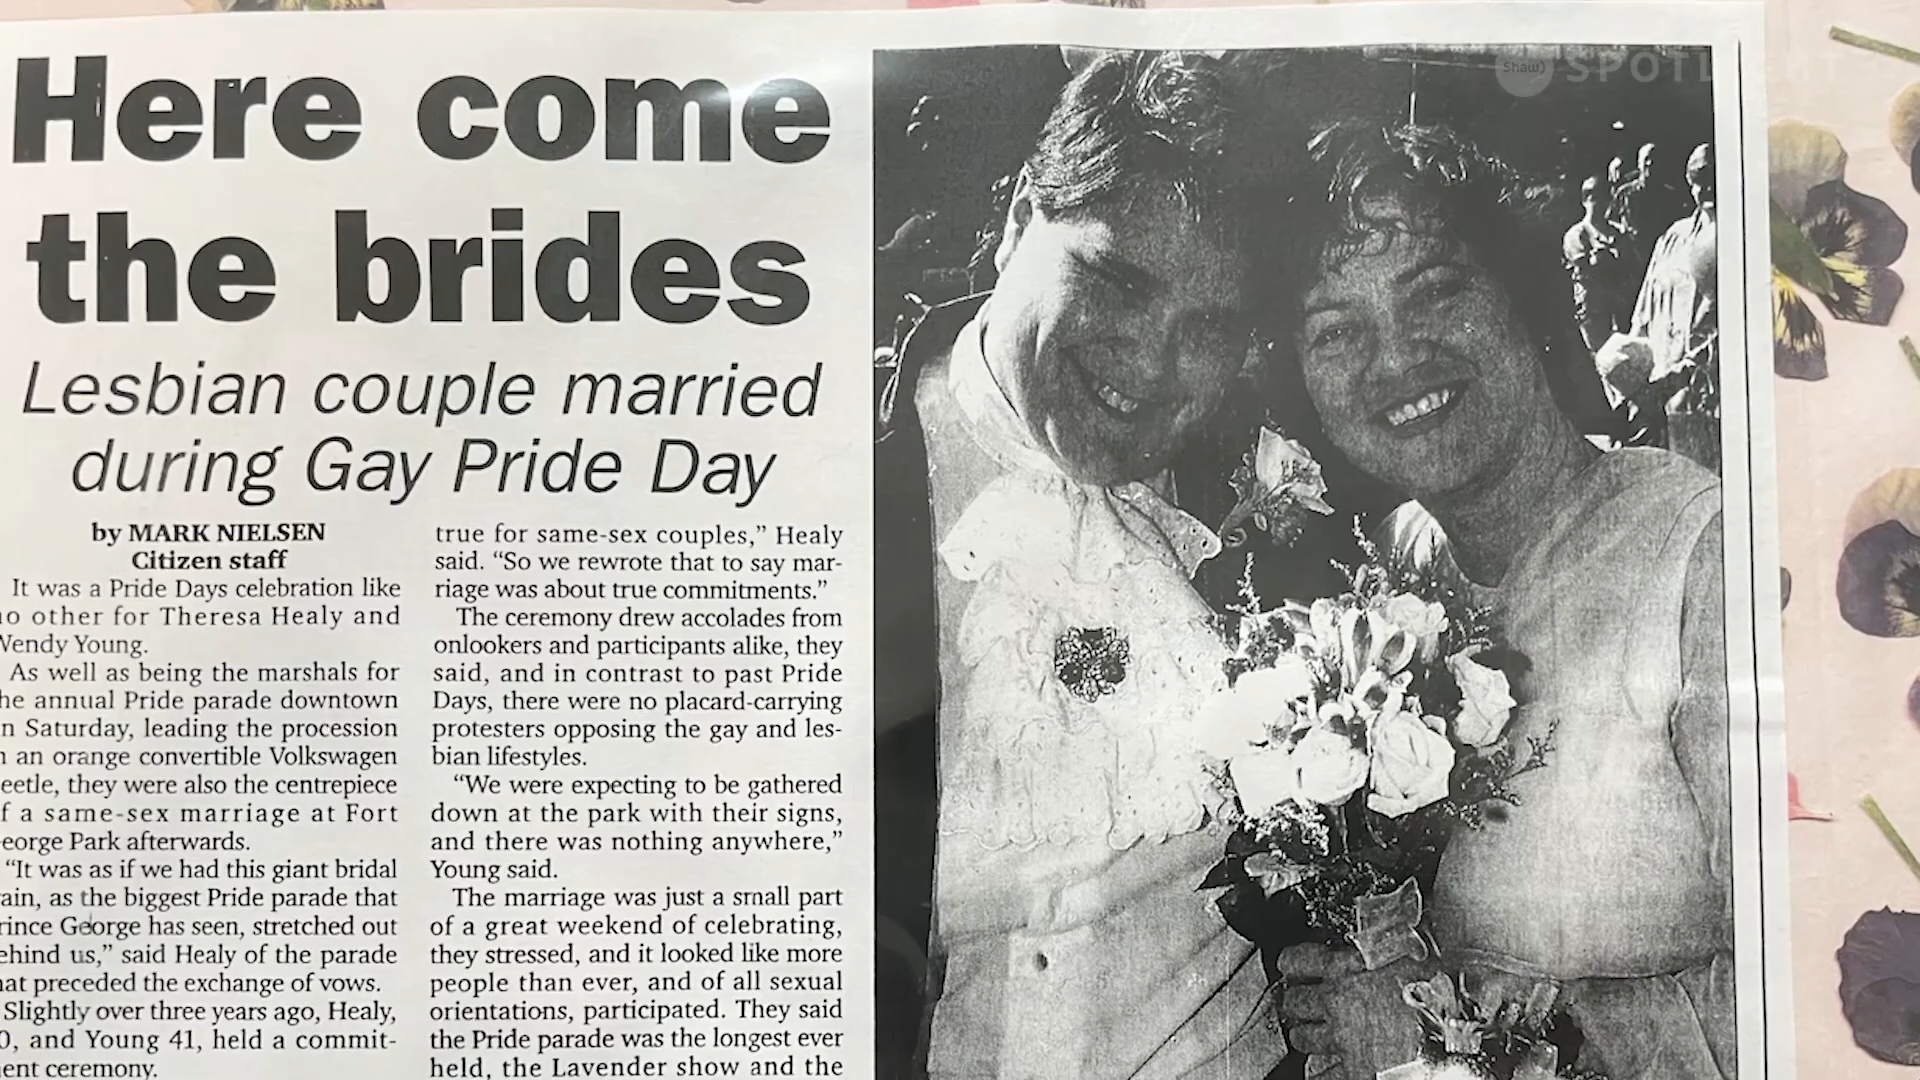 Here come
the brides
Lesbian couple married
during Gay Pride Day
by MARK NIELSEN
Citizen staff
It was a Pride Days celebration like
other for Theresa Healy and
Young.
As well as being the marshals for
annual Pride parade downtown
Saturday, leading the procession
an orange convertible Volkswagen
they were also the centrepiece
a same-sex marriage at Fort
Park afterwards.
“It was as if we had this giant bridal
as the biggest Pride parade that
George has seen, stretched out
us,” said Healy of the parade
preceded the exchange of vows.
Slightly over three years ago, Healy,
and Young 41, held a commit-
ceremony.
true for same-sex couples,” Healy
said. “So we rewrote that to say mar-
riage was about true commitments.”
The ceremony drew accolades from
onlookers and participants alike, they
said, and in contrast to past Pride
Days, there were no placard-carrying
protesters opposing the gay and les-
bian lifestyles.
“We were expecting to be gathered
down at the park with their signs,
and there was nothing anywhere,”
Young said.
The marriage was just a small part
of a great weekend of celebrating,
they stressed, and it looked like more
people than ever, and of all sexual
orientations, participated. They said
the Pride parade was the longest ever
held, the Lavender show and the
Shaw) SPOTLIGHT